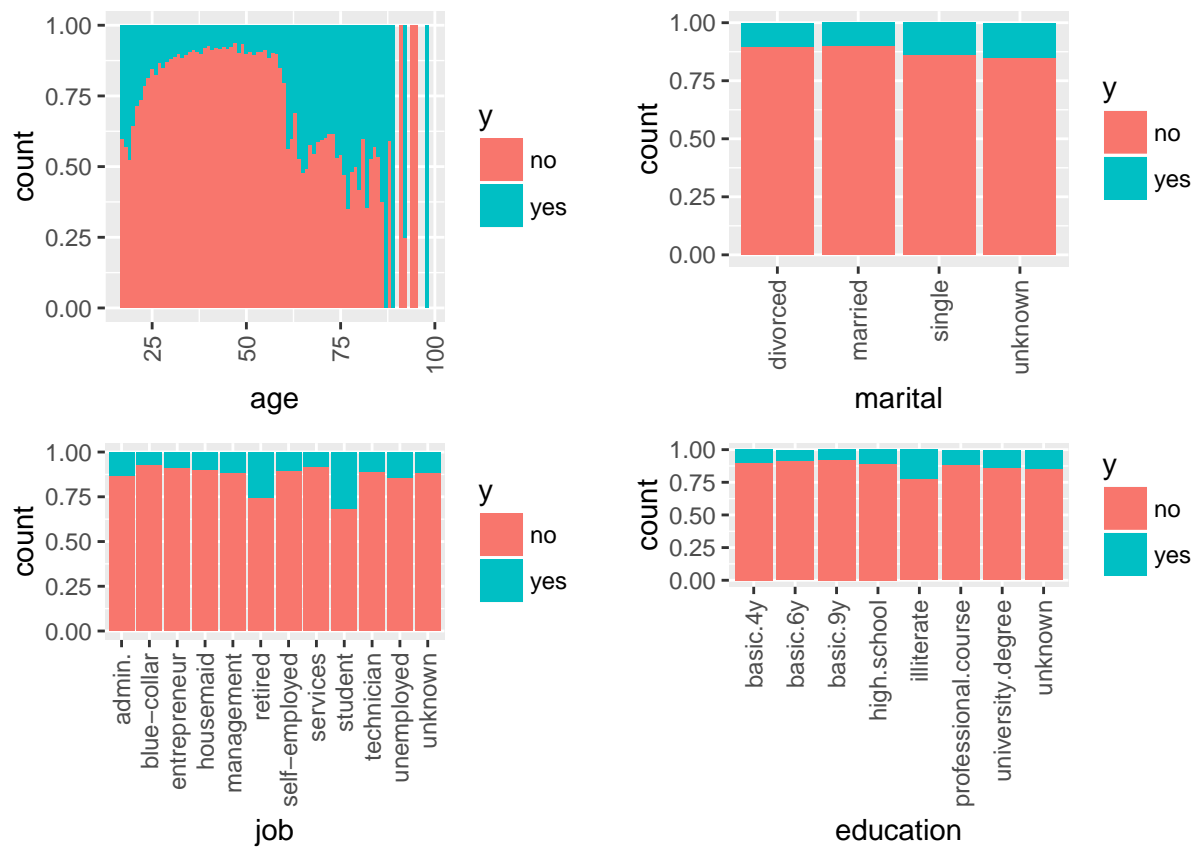 1.00
0.75
0.50
0.25
0.00
count
25
50
75
100
age
y
no
yes
1.00
0.75
0.50
0.25
0.00
count
divorced
married
single
unknown
marital
y
no
yes
1.00
0.75
0.50
0.25
0.00
count
admin.
blue−collar
entrepreneur
housemaid
management
retired
self−employed
services
student
technician
unemployed
unknown
job
y
no
yes
1.00
0.75
0.50
0.25
0.00
count
basic.4y
basic.6y
basic.9y
high.school
illiterate
professional.course
university.degree
unknown
education
y
no
yes